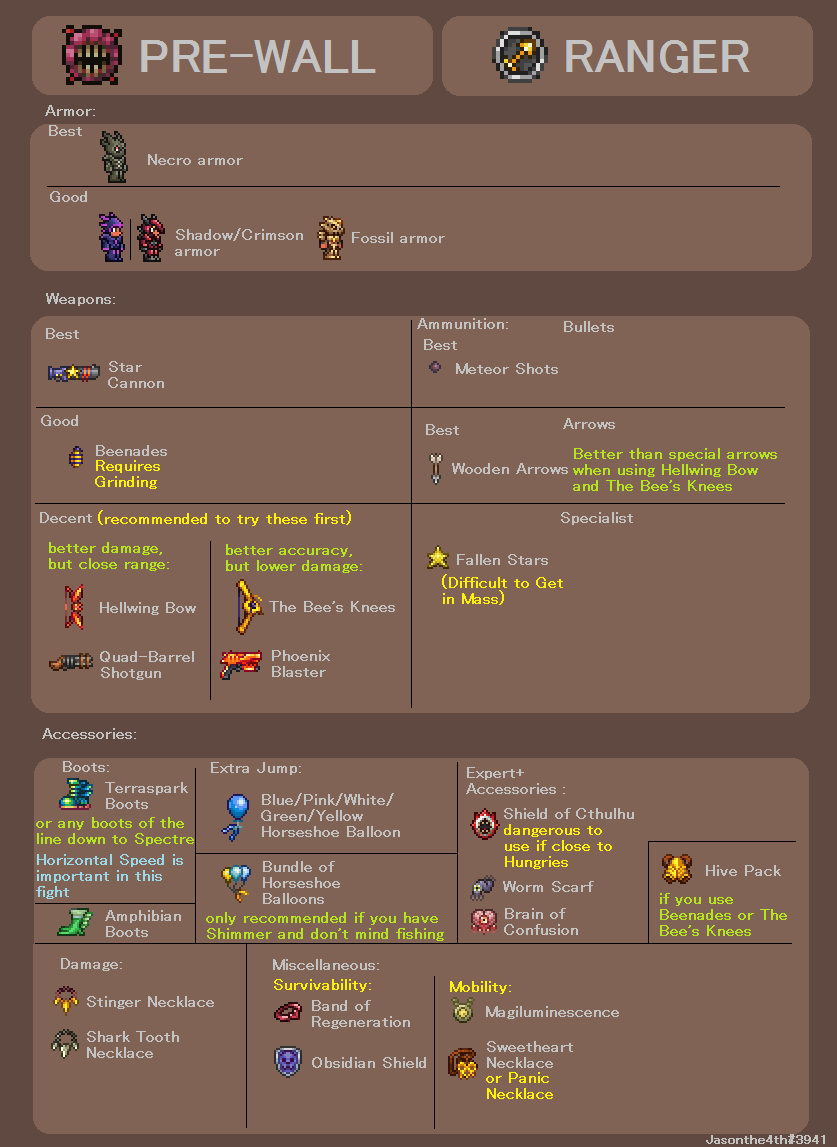 PRE-WALL
RANGER
Armor:
Best
Necro armor
Good
Shadow/Crimson
armor
Fossil armor
Weapons:
Best
Star
Cannon
Ammunition:
Bullets
Best
Meteor Shots
Good
Beenades
Requires
Grinding
Arrows
Best
Wooden Arrows
Better than special arrows
when using Hellwing Bow
and The Bee's Knees
Decent (recommended to try these first)
better damage,
but close range:
Hellwing Bow
Quad-Barrel
Shotgun
better accuracy,
but lower damage:
The Bee's Knees
Phoenix
Blaster
Specialist
Fallen Stars
(Difficult to Get
in Mass)
Accessories:
Boots:
Terraspark
Boots
or any boots of the
line down to Spectre
Horizontal Speed is
important in this
fight
Amphibian
Boots
Extra Jump:
Blue/Pink/White/
Green/Yellow
Horseshoe Balloon
Bundle of
Horseshoe
Balloons
only recommended if you have
Shimmer and don't mind fishing
Expert+
Accessories :
Shield of Cthulhu
dangerous to
use if close to
Hungries
Worm Scarf
Brain of
Confusion
Hive Pack
if you use
Beenades or The
Bee's Knees
Damage:
Stinger Necklace
Shark Tooth
Necklace
Miscellaneous:
Survivability:
Band of
Regeneration
Obsidian Shield
Mobility:
Magiluminescence
Sweetheart
Necklace
or Panic
Necklace
Jasonthe4th#3941